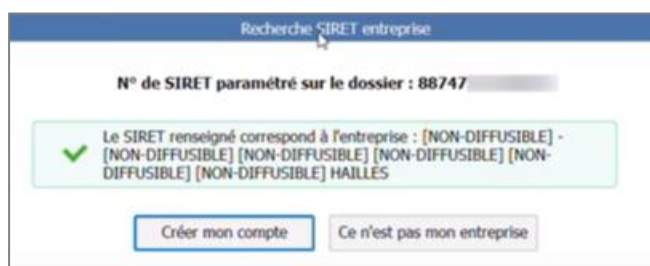 Recherche SIRET entreprise
N° de SIRET paramétré sur le dossier : 88747
Le SIRET renseigné correspond à l'entreprise : [NON-DIFFUSIBLE] -
[NON-DIFFUSIBLE] [NON-DIFFUSIBLE] [NON-DIFFUSIBLE] [NON-
DIFFUSIBLE] [NON-DIFFUSIBLE] HAILLES
Créer mon compte
Ce n'est pas mon entreprise